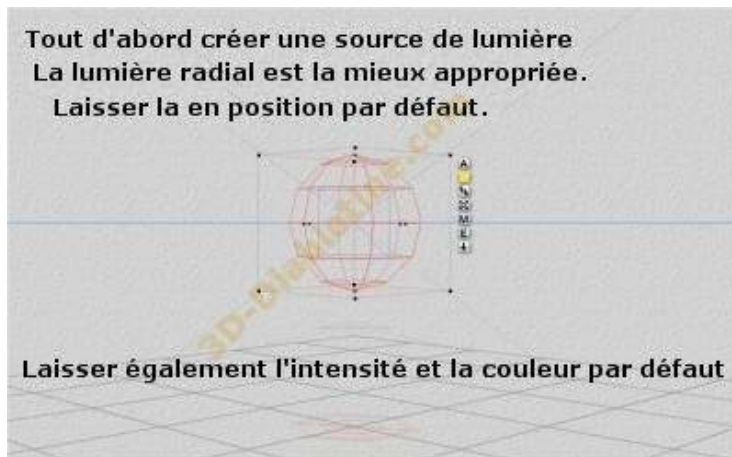 Tout d'abord créer une source de lumière
La lumière radial est la mieux appropriée.
Laisser la en position par défaut.
A
M
E
Laisser également l'intensité et la couleur par défaut